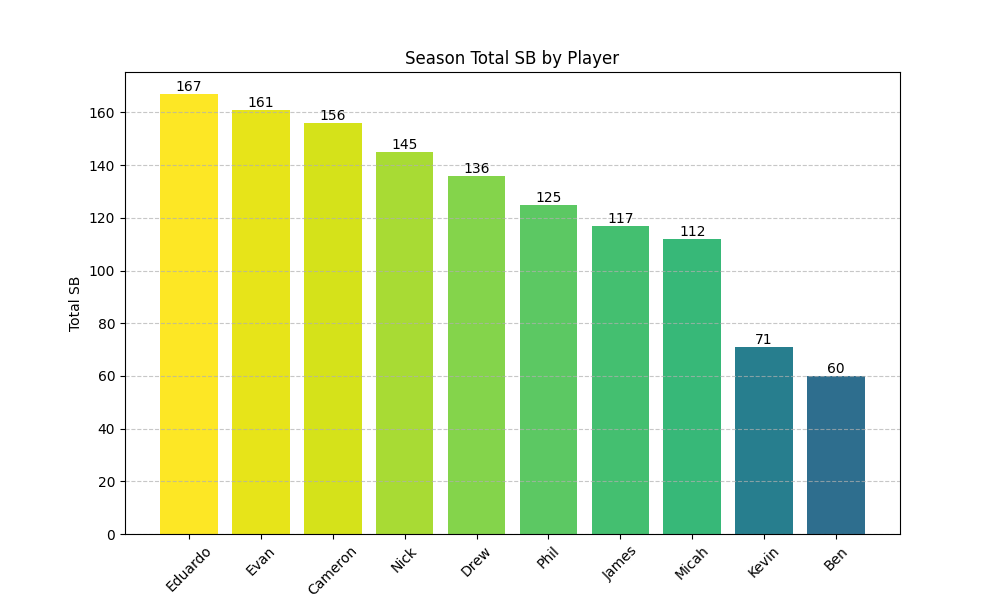 Season Total SB by Player
Total SB
160
140
120
100
80
60
40
20
0
167
161
156
145
136
125
117
112
71
60
Eduardo
Evan
Cameron
Nick
Drew
Phil
James
Micah
Kevin
Ben